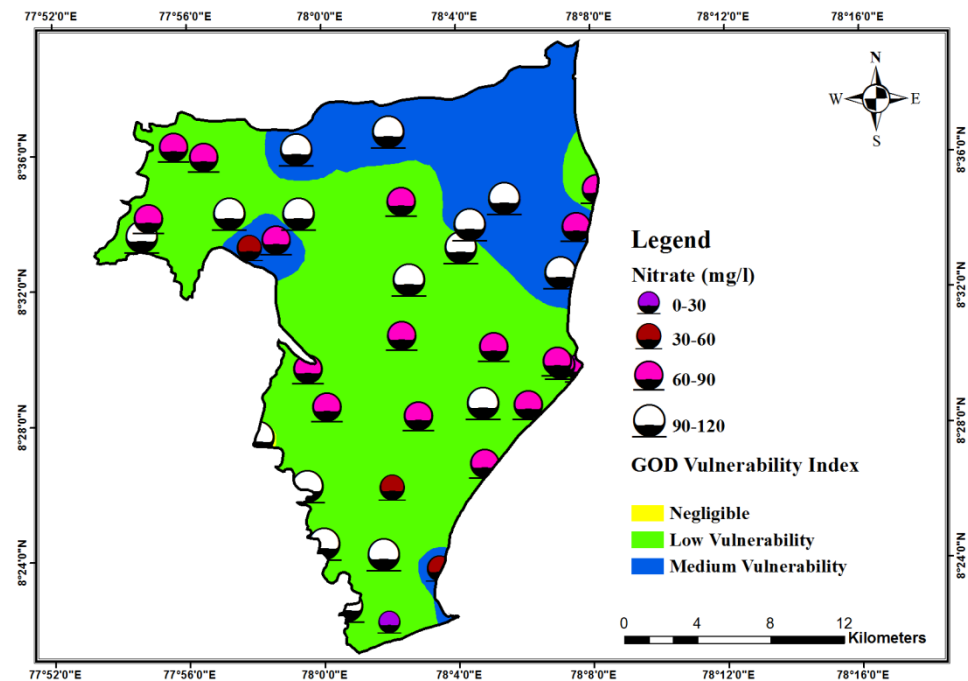 77°52'0"E 77°56'0"E 78°0'0"E 78°4'0"E 78°8'0"E 78°12'0"E 78°16'0"E
N
W E
S
8°36'0"N 8°36'0"N
Legend
Nitrate (mg/l)
0-30
8°32'0"N 8°32'0"N
30-60
60-90
90-120
8°28'0"N 8°28'0"N
GOD Vulnerability Index
Negligible
Low Vulnerability
8°24'0"N 8°24'0"N
Medium Vulnerability
0 4 8 12
Kilometers
77°52'0"E 77°56'0"E 78°0'0"E 78°4'0"E 78°8'0"E 78°12'0"E 78°16'0"E